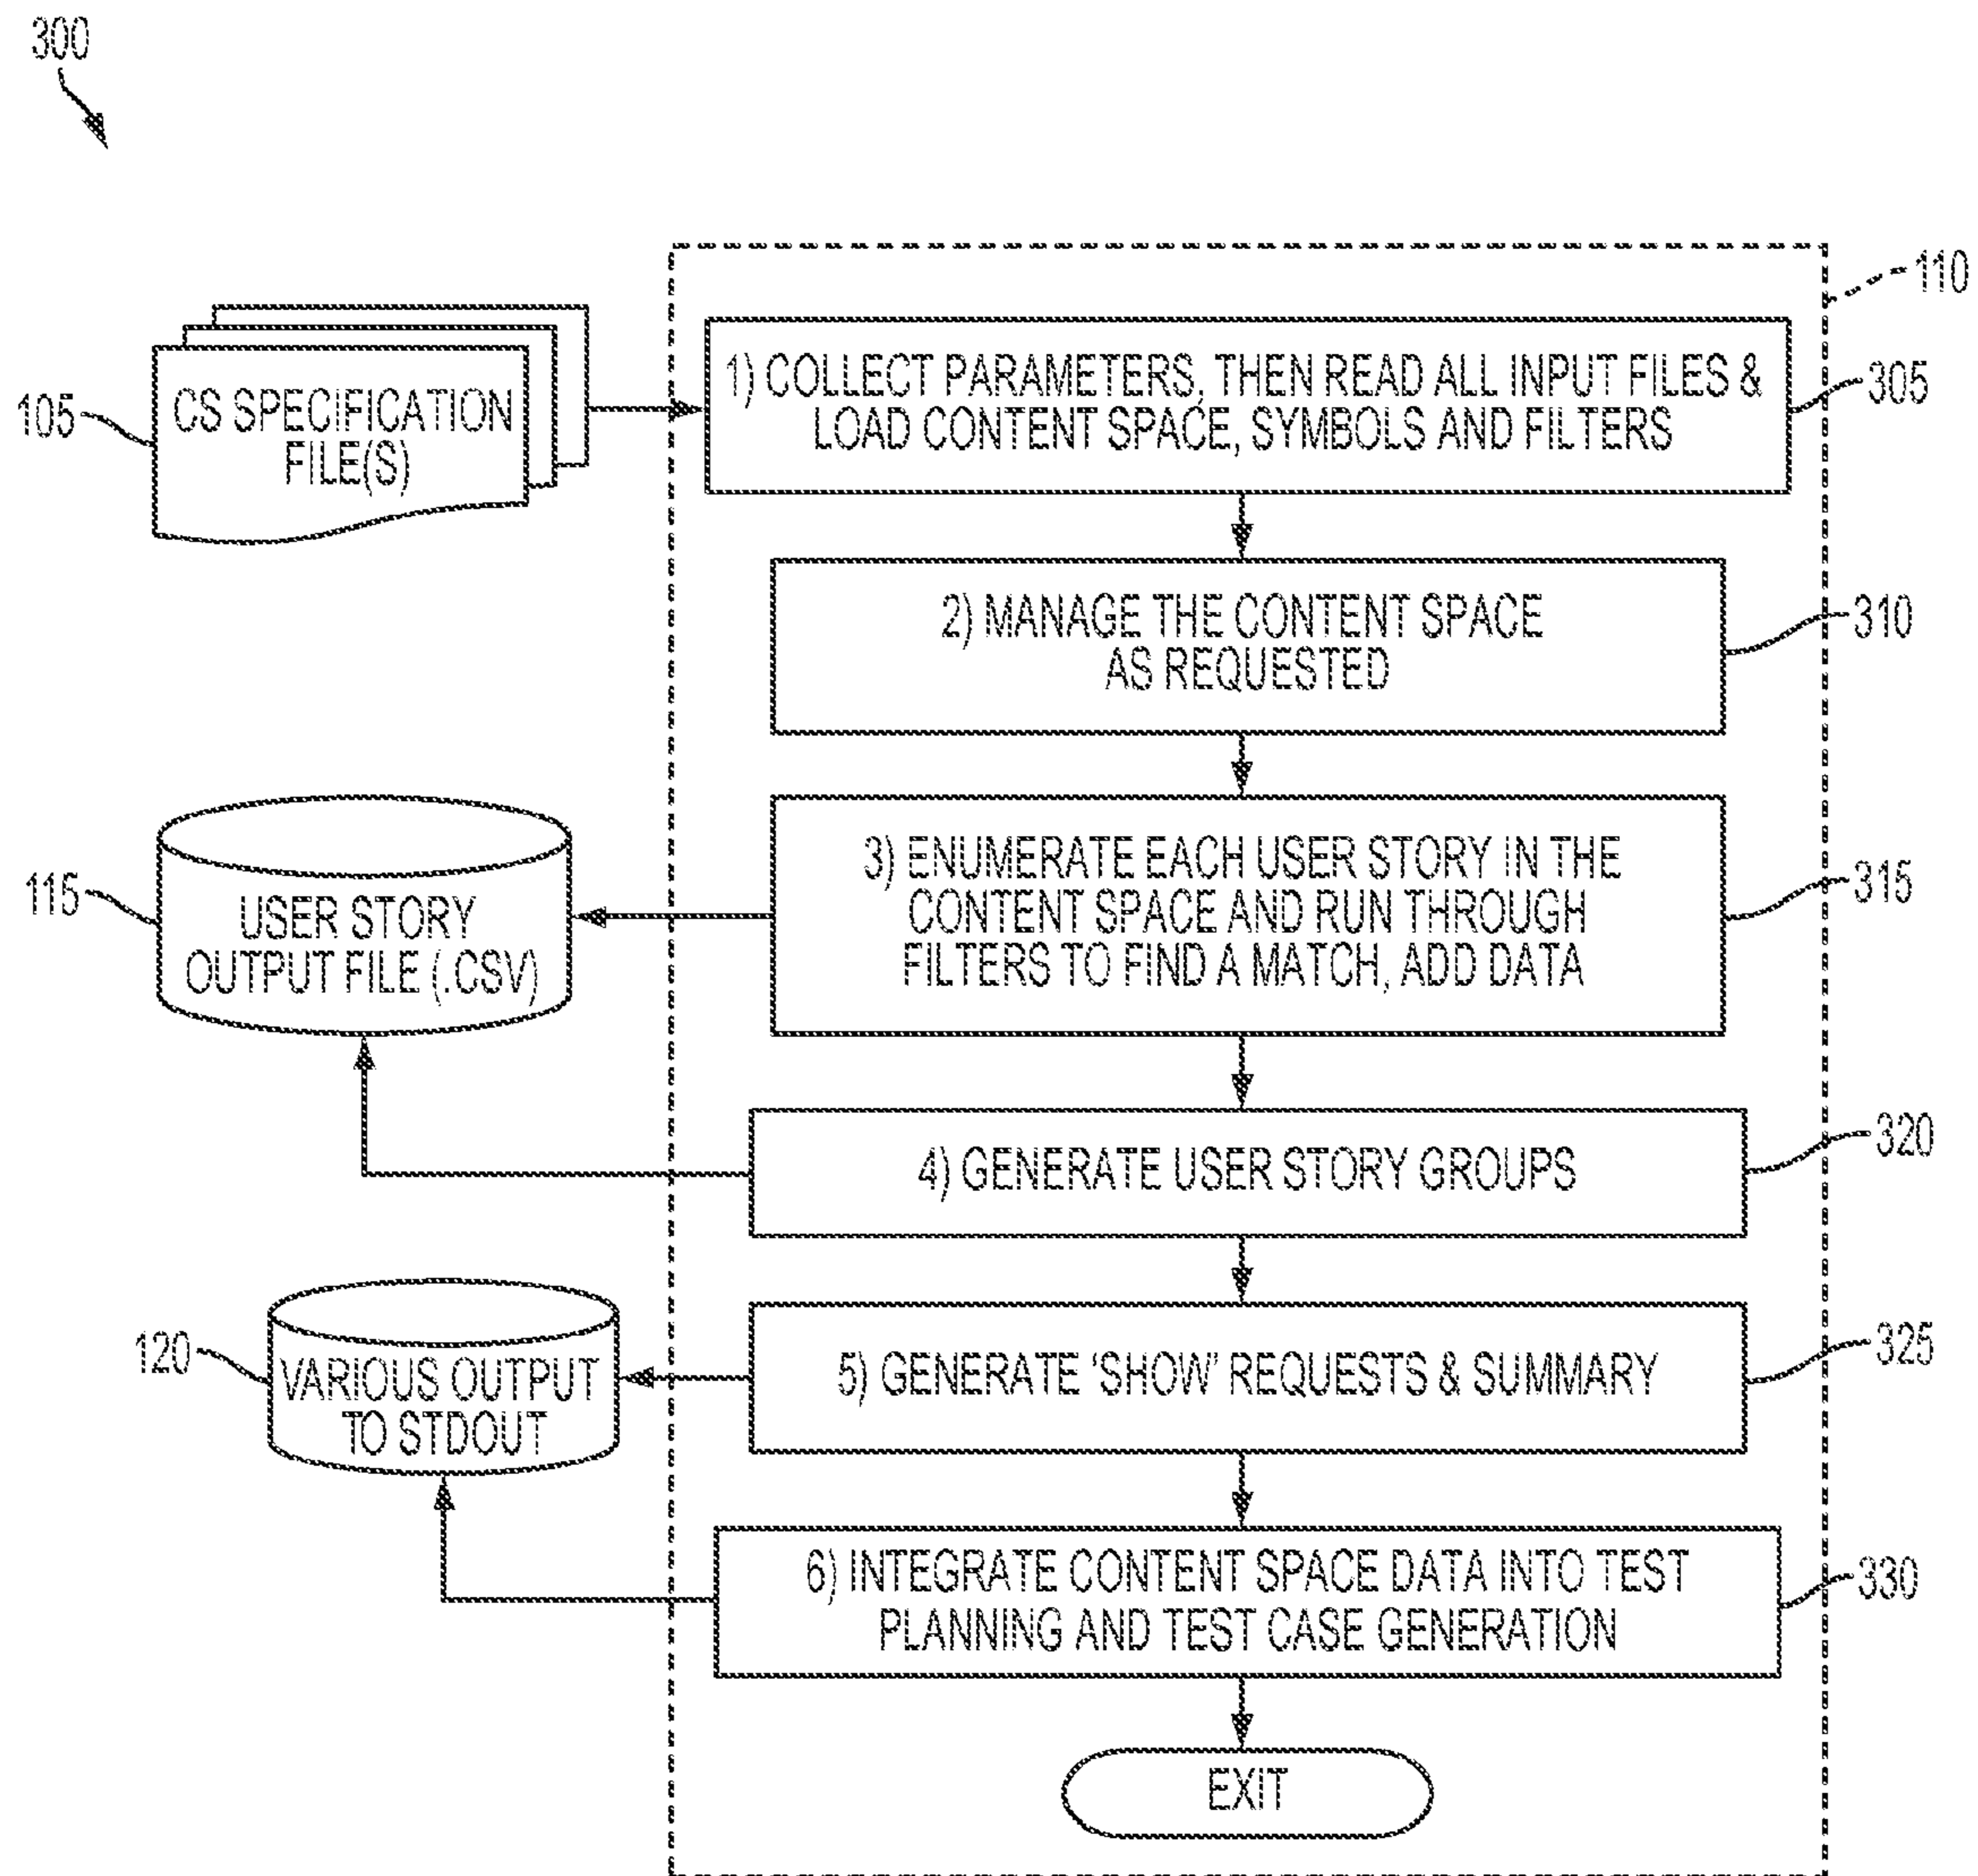 300
110
105
CS SPECIFICATION
FILE(S)
1) COLLECT PARAMETERS, THEN READ ALL INPUT FILES &
LOAD CONTENT SPACE, SYMBOLS AND FILTERS
305
2) MANAGE THE CONTENT SPACE
AS REQUESTED
310
115
USER STORY
OUTPUT FILE (.CSV)
3) ENUMERATE EACH USER STORY IN THE
CONTENT SPACE AND RUN THROUGH
FILTERS TO FIND A MATCH, ADD DATA
315
4) GENERATE USER STORY GROUPS
320
120
VARIOUS OUTPUT
TO STDOUT
5) GENERATE 'SHOW' REQUESTS & SUMMARY
325
6) INTEGRATE CONTENT SPACE DATA INTO TEST
PLANNING AND TEST CASE GENERATION
330
EXIT